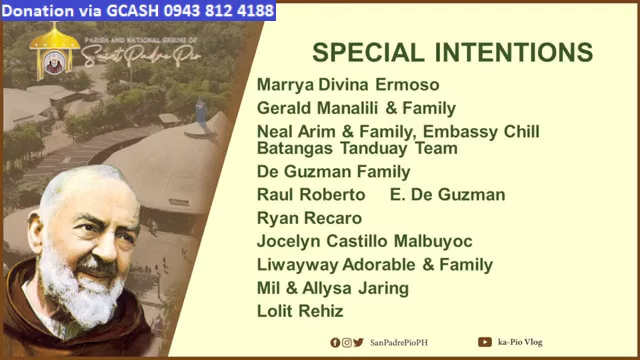 Donation via GCASH 0943 812 4188
PARISH AND NATIONAL SHRINE OF
Saint Padre Pio
SPECIAL INTENTIONS
Marrya Divina Ermoso
Gerald Manalili & Family
Neal Arim & Family, Embassy Chill
Batangas Tanduay Team
De Guzman Family
Raul Roberto E. De Guzman
Ryan Recaro
Jocelyn Castillo Malbuyoc
Liwayway Adorable & Family
Mil & Allysa Jaring
Lolit Rehiz
SanPadrePioPH
ka-Pio Vlog